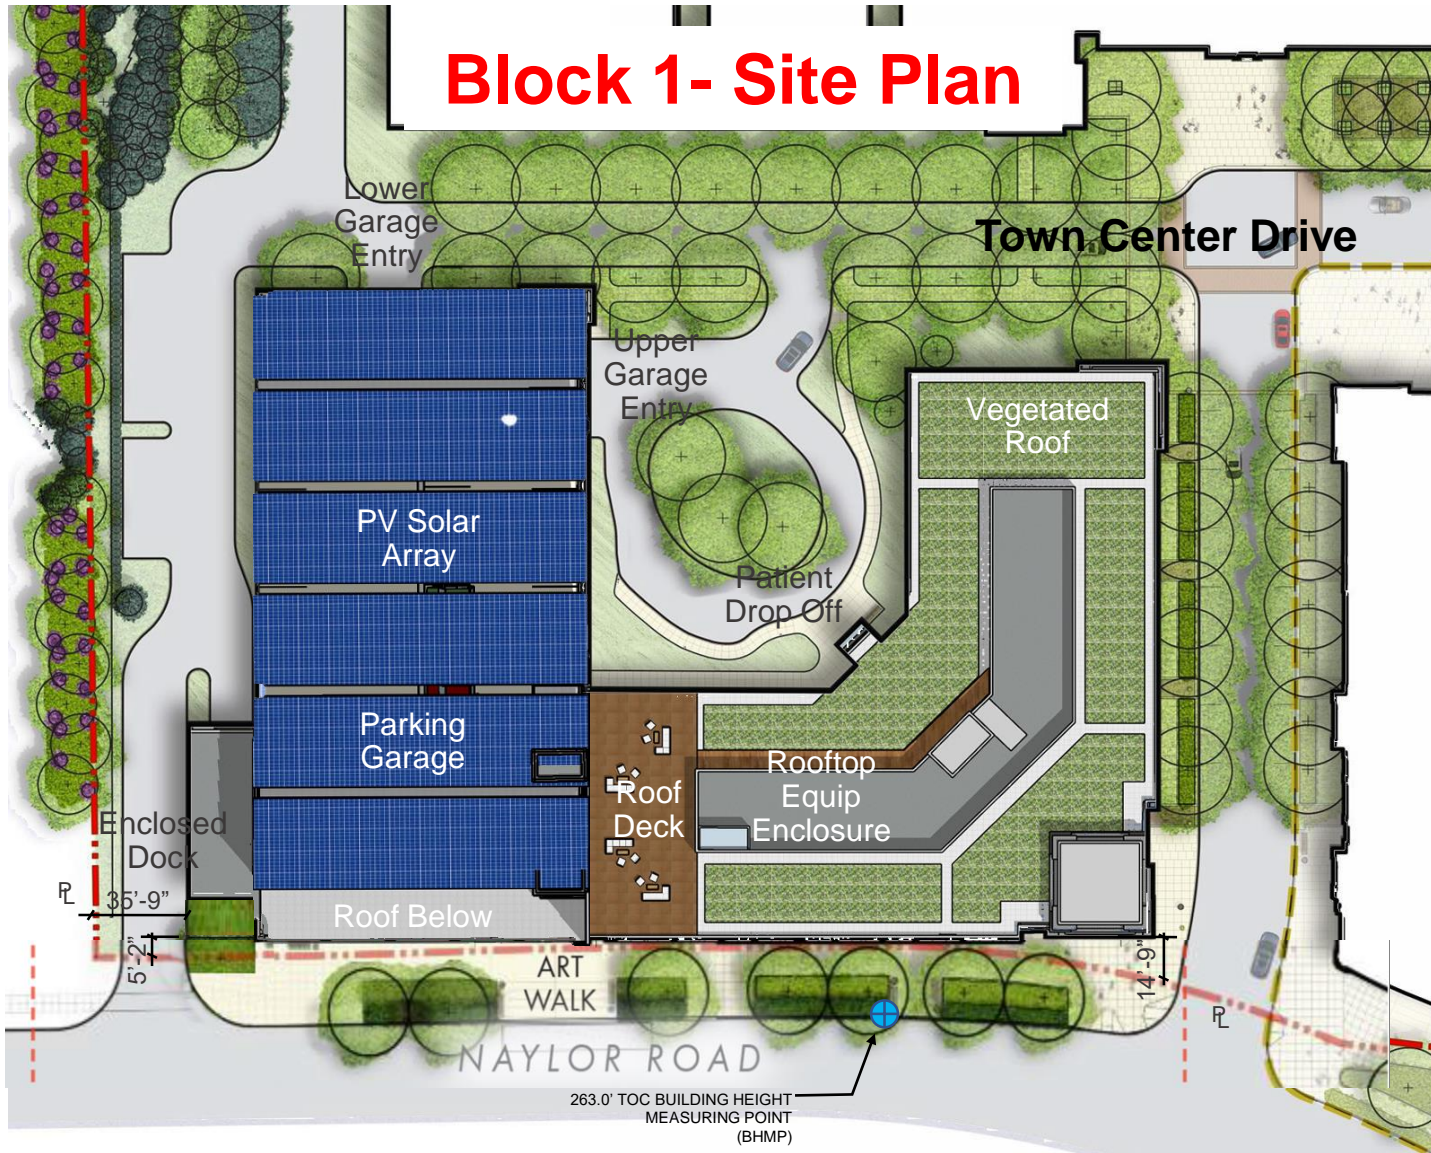 Block 1- Site Plan
Lower
Garage
Entry
Town Center Drive
Upper
Garage
Entry
Vegetated
Roof
PV Solar
Array
Patient
Drop Off
Parking
Garage
Roof
Deck
Rooftop
Equip
Enclosure
Enclosed
Dock
PL
35'-9"
Roof Below
5'-2"
ART
WALK
14'-9"
PL
NAYLOR ROAD
263.0' TOC BUILDING HEIGHT
MEASURING POINT
(BHMP)